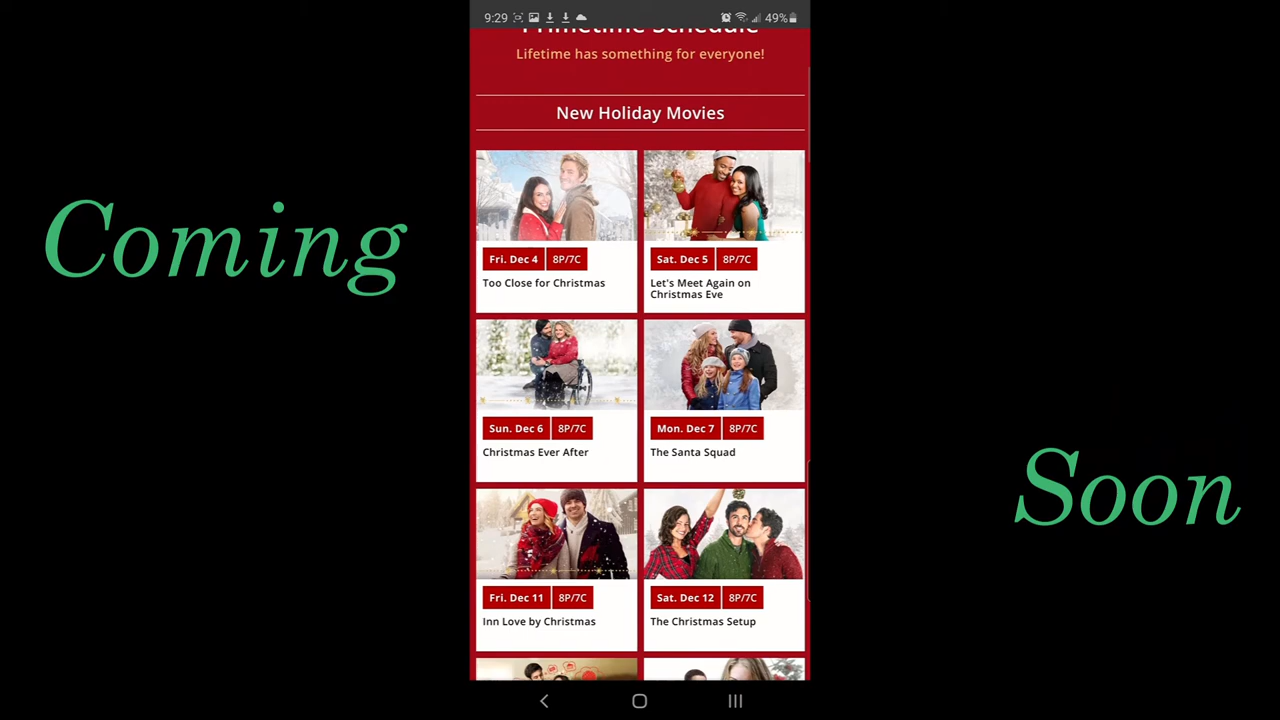 9:29
49%
Primetime Schedule
Lifetime has something for everyone!
New Holiday Movies
Fri. Dec 4 8P/7C
Too Close for Christmas
Sat. Dec 5 8P/7C
Let's Meet Again on
Christmas Eve
Sun. Dec 6 8P/7C
Christmas Ever After
Mon. Dec 7 8P/7C
The Santa Squad
Fri. Dec 11 8P/7C
Inn Love by Christmas
Sat. Dec 12 8P/7C
The Christmas Setup
Coming
Soon